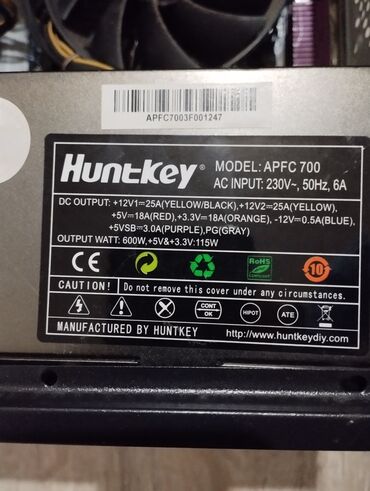 APFC7003F001247
Huntkey® MODEL: APFC 700
AC INPUT: 230V~, 50Hz, 6A
DC OUTPUT: +12V1⎓25A(YELLOW/BLACK), +12V2⎓25A(YELLOW),
+5V⎓18A(RED),+3.3V⎓18A(ORANGE), -12V⎓0.5A(BLUE),
+5VSB⎓3.0A(PURPLE),PG(GRAY)
OUTPUT WATT: 600W,+5V&+3.3V:115W
CE
RoHS
10
CAUTION! Do not remove this cover under any circumstances.
CONT OK
HIPOT
ATE
MANUFACTURED BY HUNTKEY
http://www.huntkeydiy.com